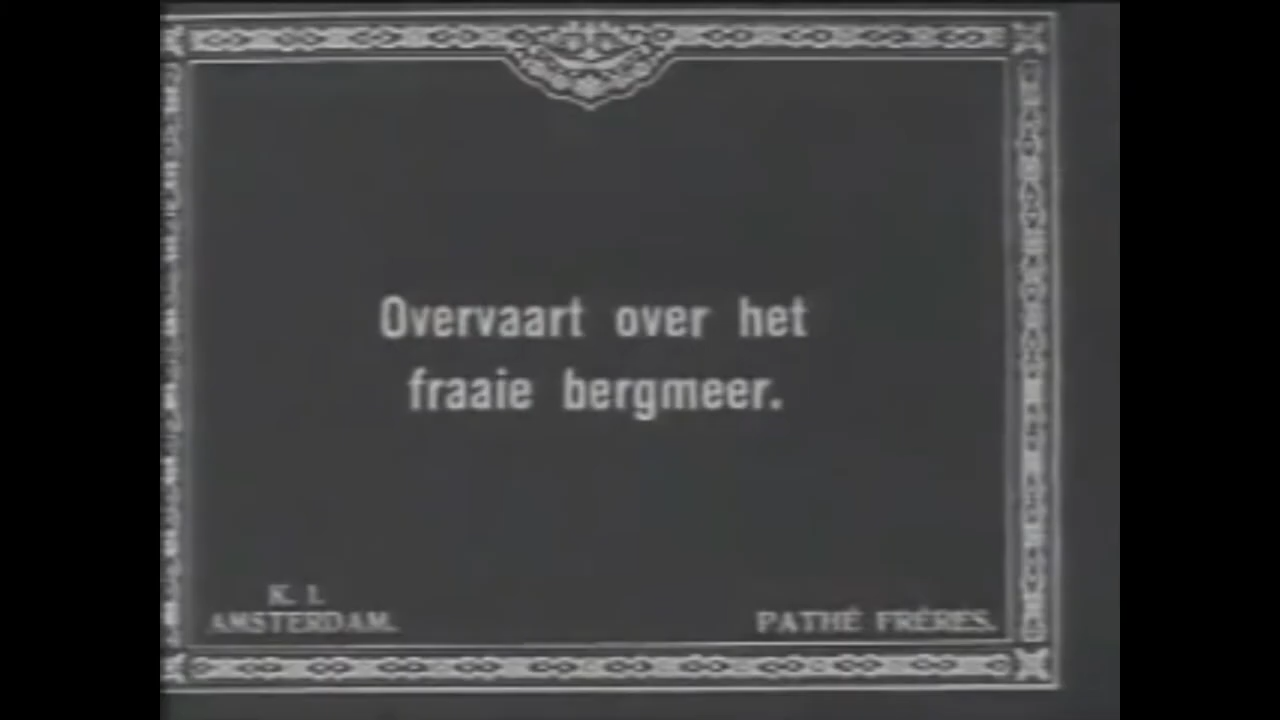 Overvaart over het
fraaie bergmeer.
K. I.
AMSTERDAM.
PATHÉ FRÈRES.